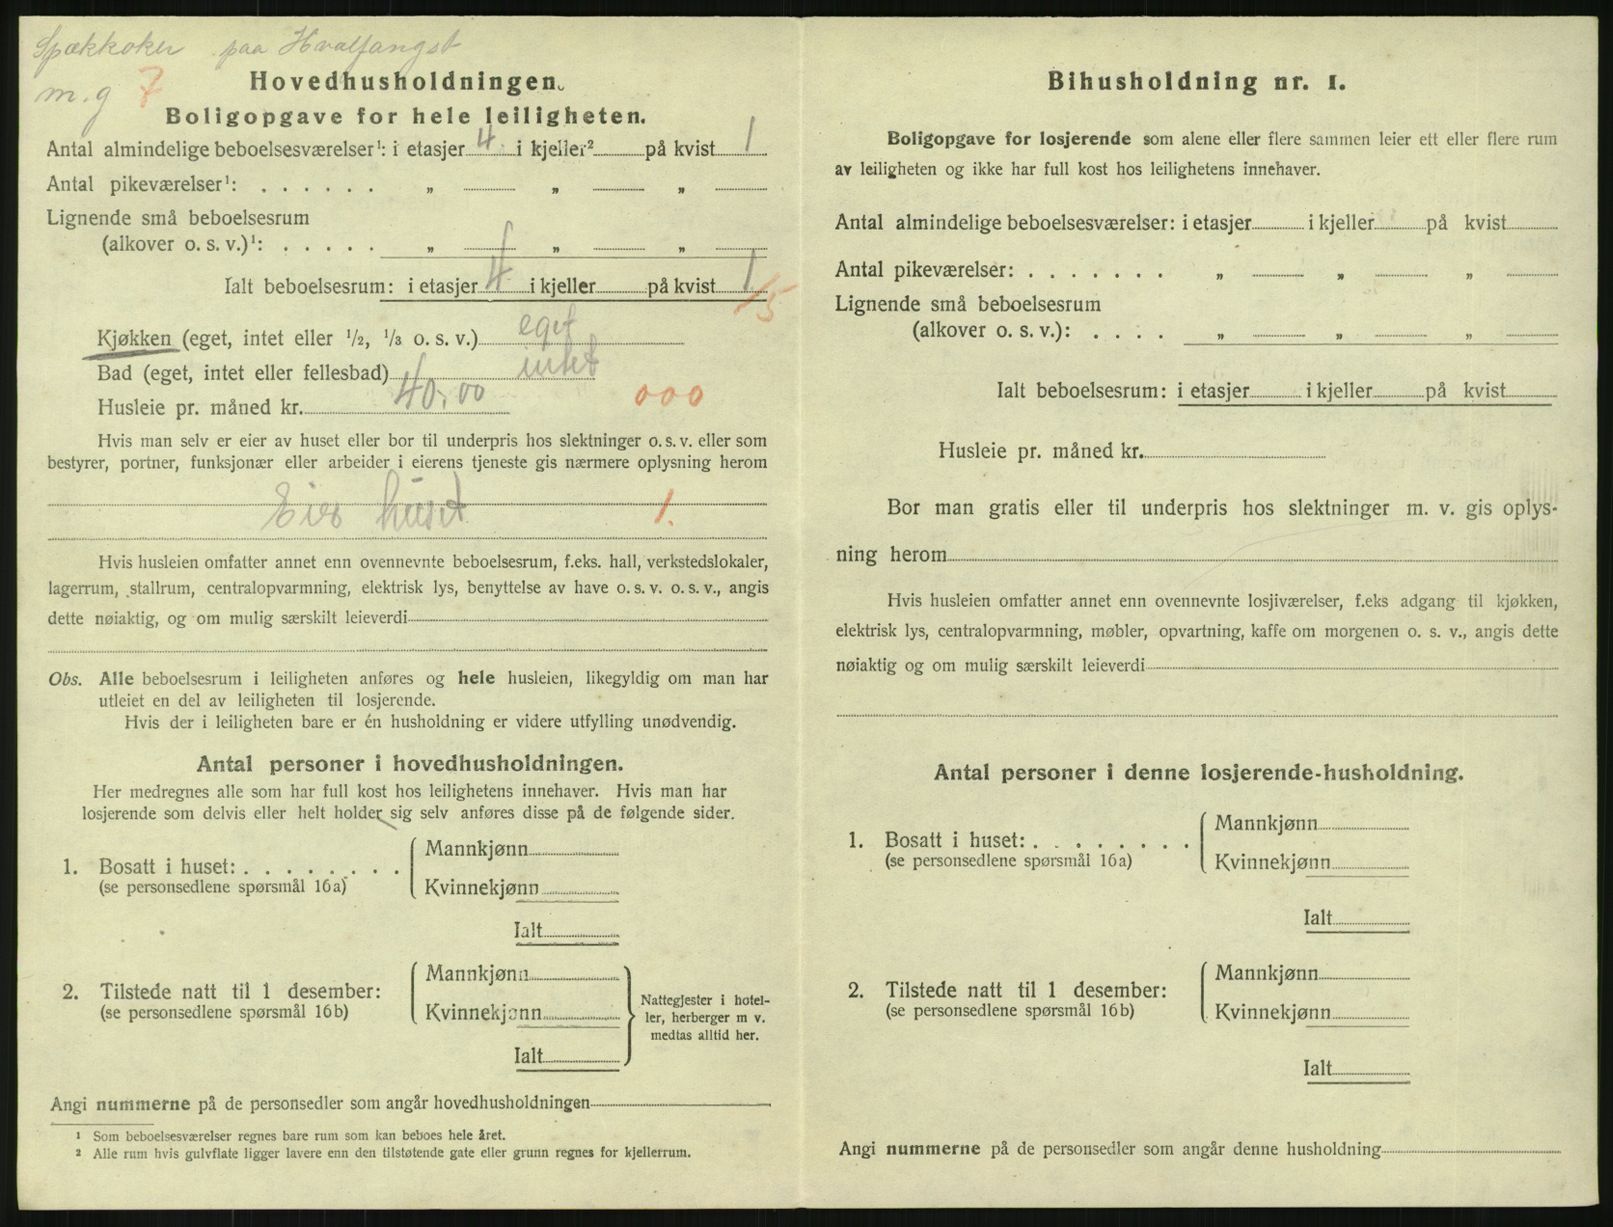 Spækkoker paa Hvalfangst
m.g 7
Hovedhusholdningen.
Boligopgave for hele leiligheten.
Antal almindelige beboelsesværelser¹: i etasjer 4 i kjeller² på kvist 1
Antal pikeværelser¹: . . . . . . „ „ „
Lignende små beboelsesrum
(alkover o. s. v.)¹: . . . . . „ „ „
Ialt beboelsesrum: i etasjer 4 i kjeller på kvist 1
/5
Kjøkken (eget, intet eller 1/2, 1/3 o. s. v.) eget
Bad (eget, intet eller fellesbad) intet
Husleie pr. måned kr. 40.00 000
Hvis man selv er eier av huset eller bor til underpris hos slektninger o. s. v. eller som
bestyrer, portner, funksjonær eller arbeider i eierens tjeneste gis nærmere oplysning herom
Eier huset 1.
Hvis husleien omfatter annet enn ovennevnte beboelsesrum, f.eks. hall, verkstedslokaler,
lagerrum, stallrum, centralopvarmning, elektrisk lys, benyttelse av have o. s. v. o. s. v., angis
dette nøiaktig, og om mulig særskilt leieverdi
Obs. Alle beboelsesrum i leiligheten anføres og hele husleien, likegyldig om man har
utleiet en del av leiligheten til losjerende.
Hvis der i leiligheten bare er én husholdning er videre utfylling unødvendig.
Antal personer i hovedhusholdningen.
Her medregnes alle som har full kost hos leilighetens innehaver. Hvis man har
losjerende som delvis eller helt holder sig selv anføres disse på de følgende sider.
1. Bosatt i huset: . . . . . . . . Mannkjønn
(se personsedlene spørsmål 16a) Kvinnekjønn
Ialt
2. Tilstede natt til 1 desember: Mannkjønn
(se personsedlene spørsmål 16b) Kvinnekjønn
Ialt
Nattegjester i hotel-
ler, herberger m v.
medtas alltid her.
Angi nummerne på de personsedler som angår hovedhusholdningen
¹ Som beboelsesværelser regnes bare rum som kan beboes hele året.
² Alle rum hvis gulvflate ligger lavere enn den tilstøtende gate eller grunn regnes for kjellerrum.
Bihusholdning nr. 1.
Boligopgave for losjerende som alene eller flere sammen leier ett eller flere rum
av leiligheten og ikke har full kost hos leilighetens innehaver.
Antal almindelige beboelsesværelser: i etasjer i kjeller på kvist
Antal pikeværelser: . . . . . . . „ „ „
Lignende små beboelsesrum
(alkover o. s. v.): . . . . „ „ „
Ialt beboelsesrum: i etasjer i kjeller på kvist
Husleie pr. måned kr.
Bor man gratis eller til underpris hos slektninger m. v. gis oplys-
ning herom
Hvis husleien omfatter annet enn ovennevnte losjiværelser, f.eks adgang til kjøkken,
elektrisk lys, centralopvarmning, møbler, opvartning, kaffe om morgenen o. s. v., angis dette
nøiaktig og om mulig særskilt leieverdi
Antal personer i denne losjerende-husholdning.
1. Bosatt i huset: . . . . . . . . Mannkjønn
(se personsedlene spørsmål 16a) Kvinnekjønn
Ialt
2. Tilstede natt til 1 desember: Mannkjønn
(se personsedlene spørsmål 16b) Kvinnekjønn
Ialt
Angi nummerne på de personsedler som angår denne husholdning